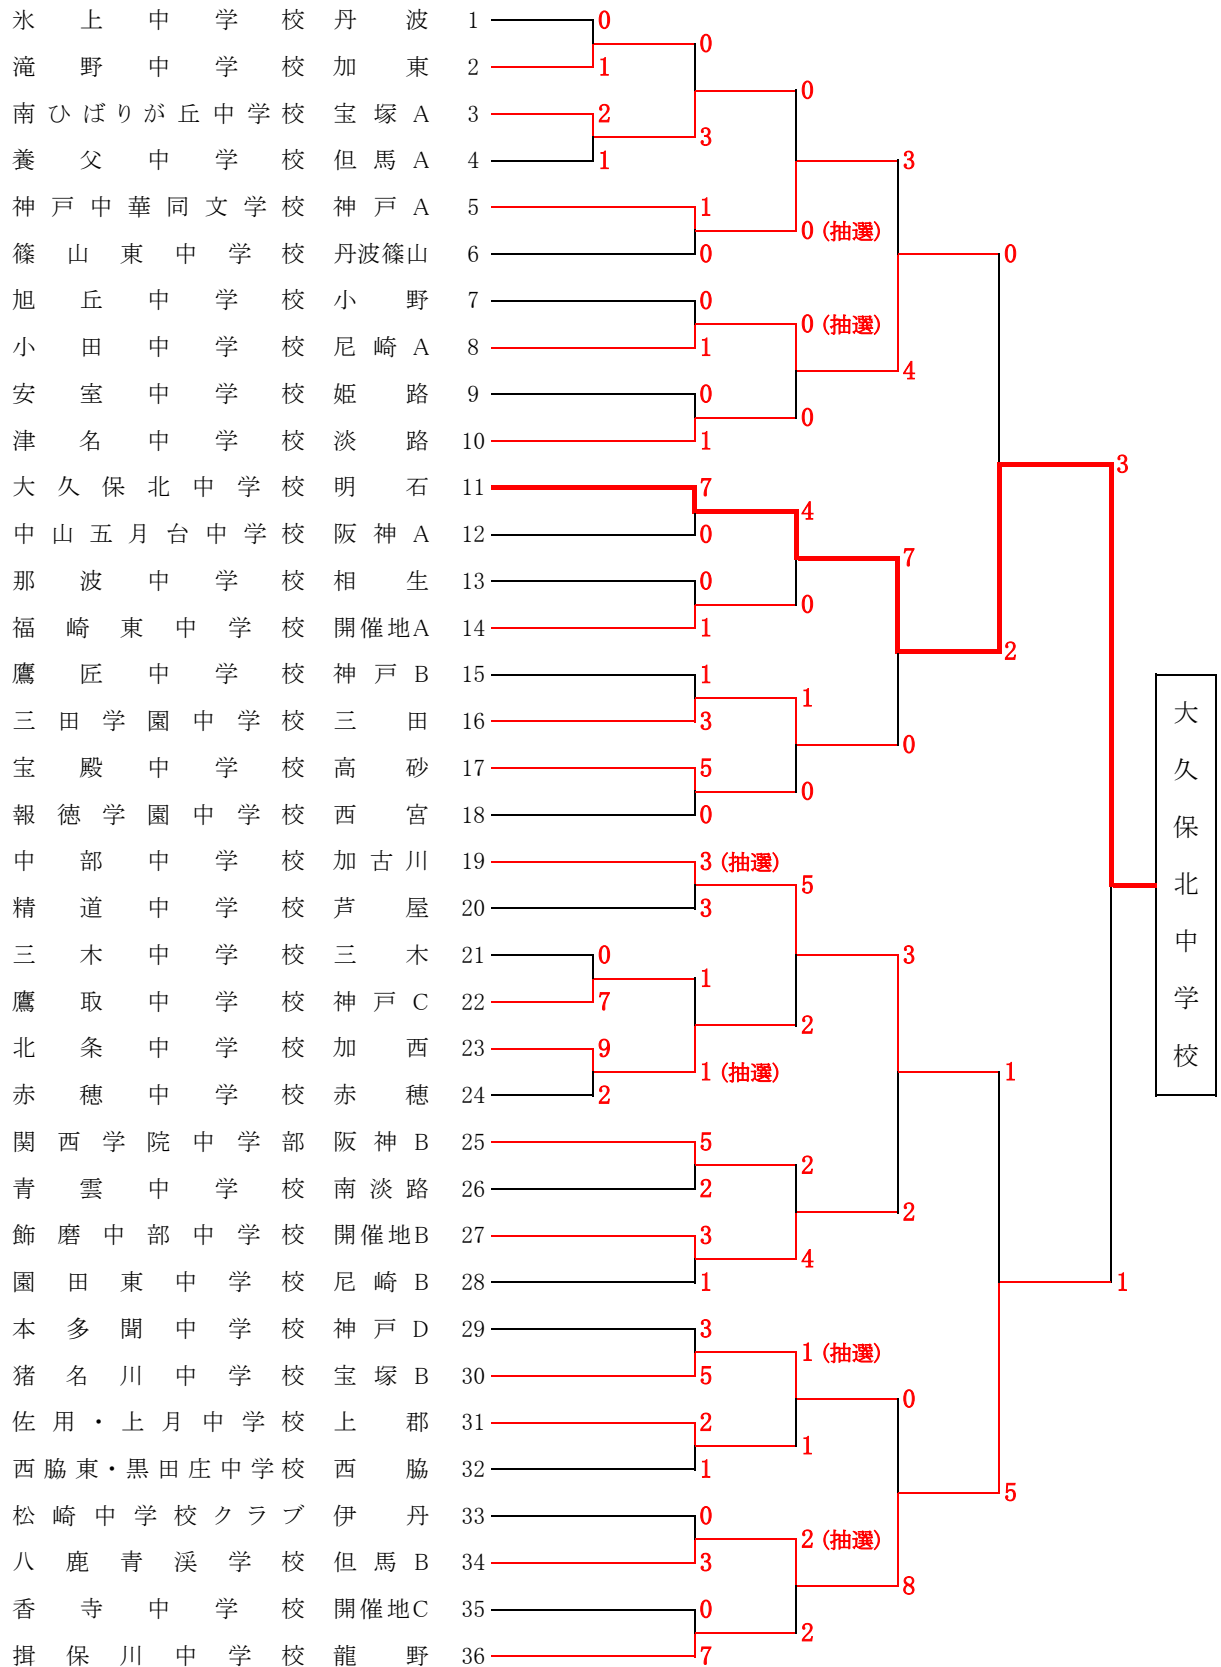 氷上中学校 丹波 1 0
0
滝野中学校 加東 2 1
0
南ひばりが丘中学校 宝塚A 3 2
3
養父中学校 但馬A 4 1
3
神戸中華同文学校 神戸A 5 1
0 (抽選)
篠山東中学校 丹波篠山 6 0
0
旭丘中学校 小野 7 0
0 (抽選)
小田中学校 尼崎A 8 1
4
安室中学校 姫路 9 0
0
津名中学校 淡路 10 1
3
大久保北中学校 明石 11 7
4
中山五月台中学校 阪神A 12 0
7
那波中学校 相生 13 0
0
福崎東中学校 開催地A 14 1
2
鷹匠中学校 神戸B 15 1
1
三田学園中学校 三田 16 3
0
宝殿中学校 高砂 17 5
0
報徳学園中学校 西宮 18 0
中部中学校 加古川 19 3 (抽選)
5
精道中学校 芦屋 20 3
三木中学校 三木 21 0
3
1
鷹取中学校 神戸C 22 7
2
北条中学校 加西 23 9
1 (抽選)
1
赤穂中学校 赤穂 24 2
関西学院中学部 阪神B 25 5
2
青雲中学校 南淡路 26 2
2
飾磨中部中学校 開催地B 27 3
4
園田東中学校 尼崎B 28 1
1
本多聞中学校 神戸D 29 3
1 (抽選)
猪名川中学校 宝塚B 30 5
0
佐用・上月中学校 上郡 31 2
1
西脇東・黒田庄中学校 西脇 32 1
5
松崎中学校クラブ 伊丹 33 0
2 (抽選)
八鹿青渓学校 但馬B 34 3
8
香寺中学校 開催地C 35 0
2
揖保川中学校 龍野 36 7
大久保北中学校